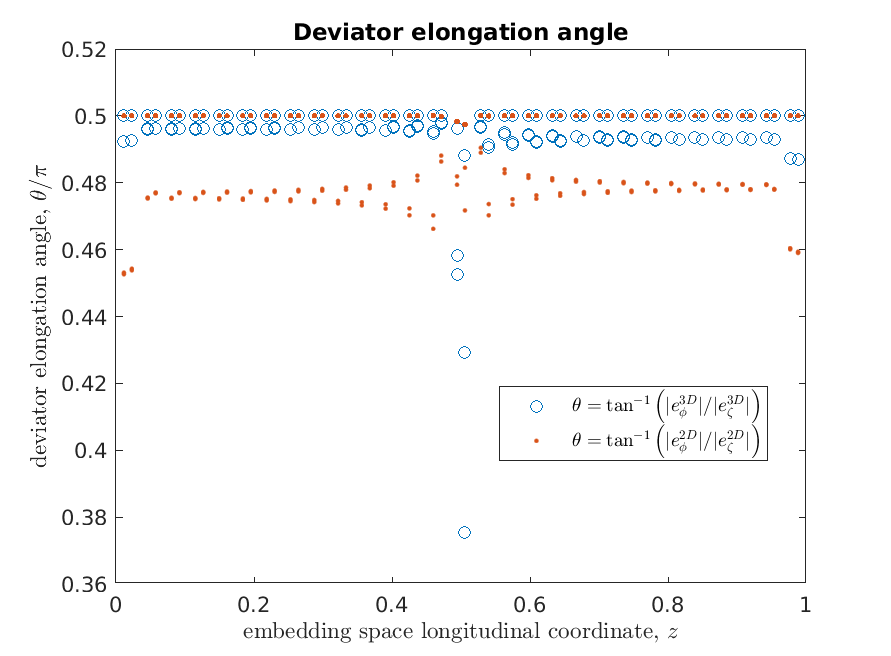 Deviator elongation angle
0.52
0.5
0.48
0.46
0.44
0.42
0.4
0.38
0.36
deviator elongation angle, θ/π
θ = tan⁻¹(|e_ϕ^{3D}|/|e_ζ^{3D}|)
θ = tan⁻¹(|e_ϕ^{2D}|/|e_ζ^{2D}|)
0 0.2 0.4 0.6 0.8 1
embedding space longitudinal coordinate, z